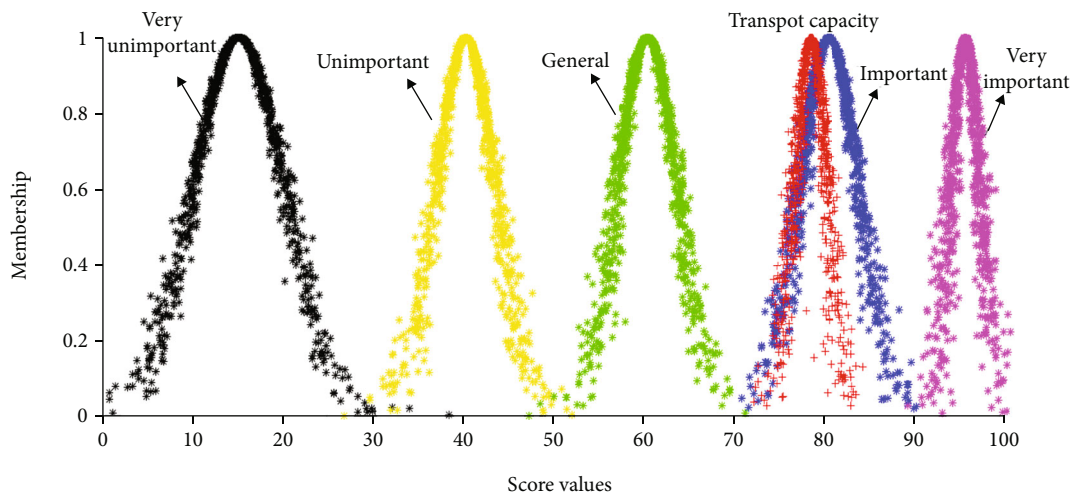 Very
unimportant
Unimportant
General
Transpot capacity
Important
Very
important
Membership
1
0.8
0.6
0.4
0.2
0
0 10 20 30 40 50 60 70 80 90 100
Score values